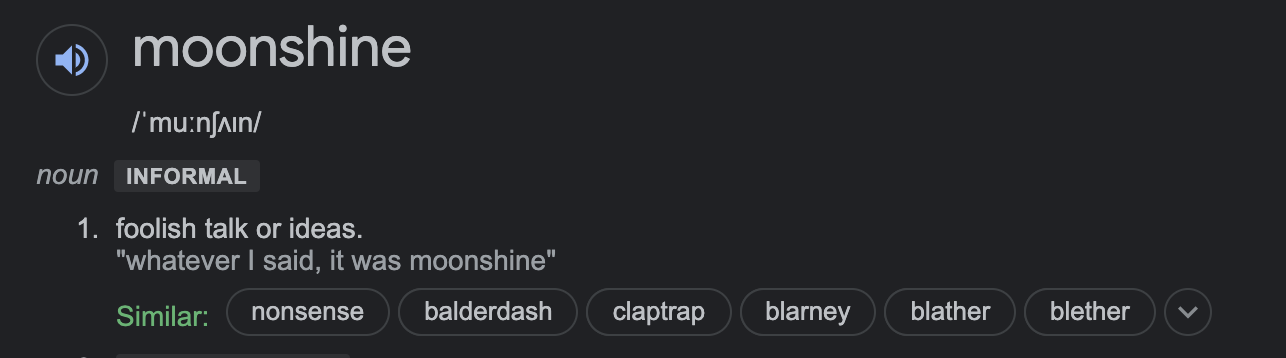 moonshine
/ˈmuːnʃʌɪn/
noun INFORMAL
1. foolish talk or ideas.
"whatever I said, it was moonshine"
Similar: nonsense balderdash claptrap blarney blather blether